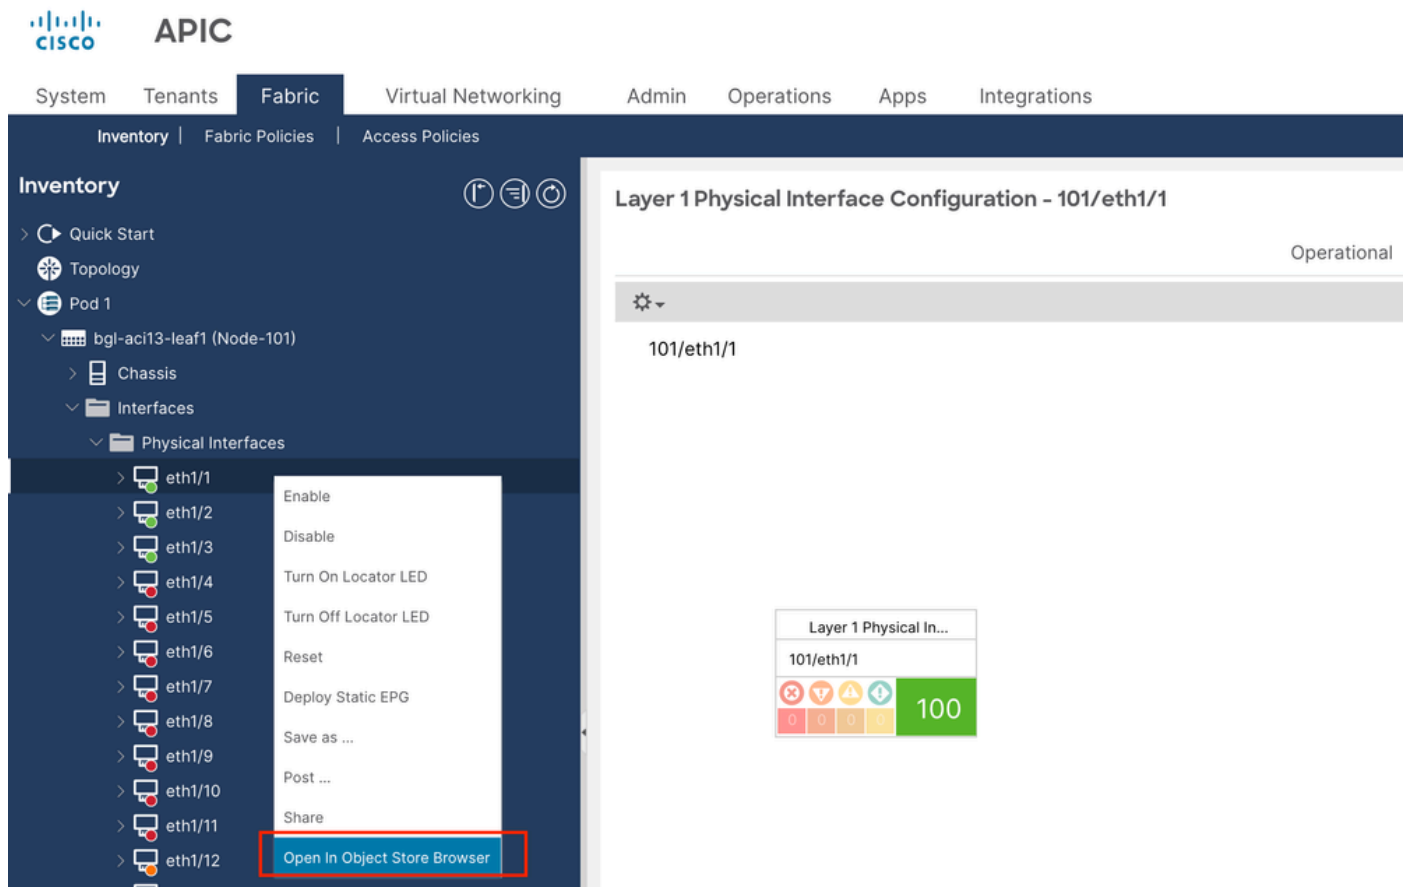 CISCO
APIC
System Tenants Fabric Virtual Networking Admin Operations Apps Integrations
Inventory | Fabric Policies | Access Policies
Inventory
Quick Start
Topology
Pod 1
bgl-aci13-leaf1 (Node-101)
Chassis
Interfaces
Physical Interfaces
eth1/1
eth1/2
eth1/3
eth1/4
eth1/5
eth1/6
eth1/7
eth1/8
eth1/9
eth1/10
eth1/11
eth1/12
Enable
Disable
Turn On Locator LED
Turn Off Locator LED
Reset
Deploy Static EPG
Save as ...
Post ...
Share
Open In Object Store Browser
Layer 1 Physical Interface Configuration - 101/eth1/1
Operational
101/eth1/1
Layer 1 Physical In...
101/eth1/1
0 0 0 0 100